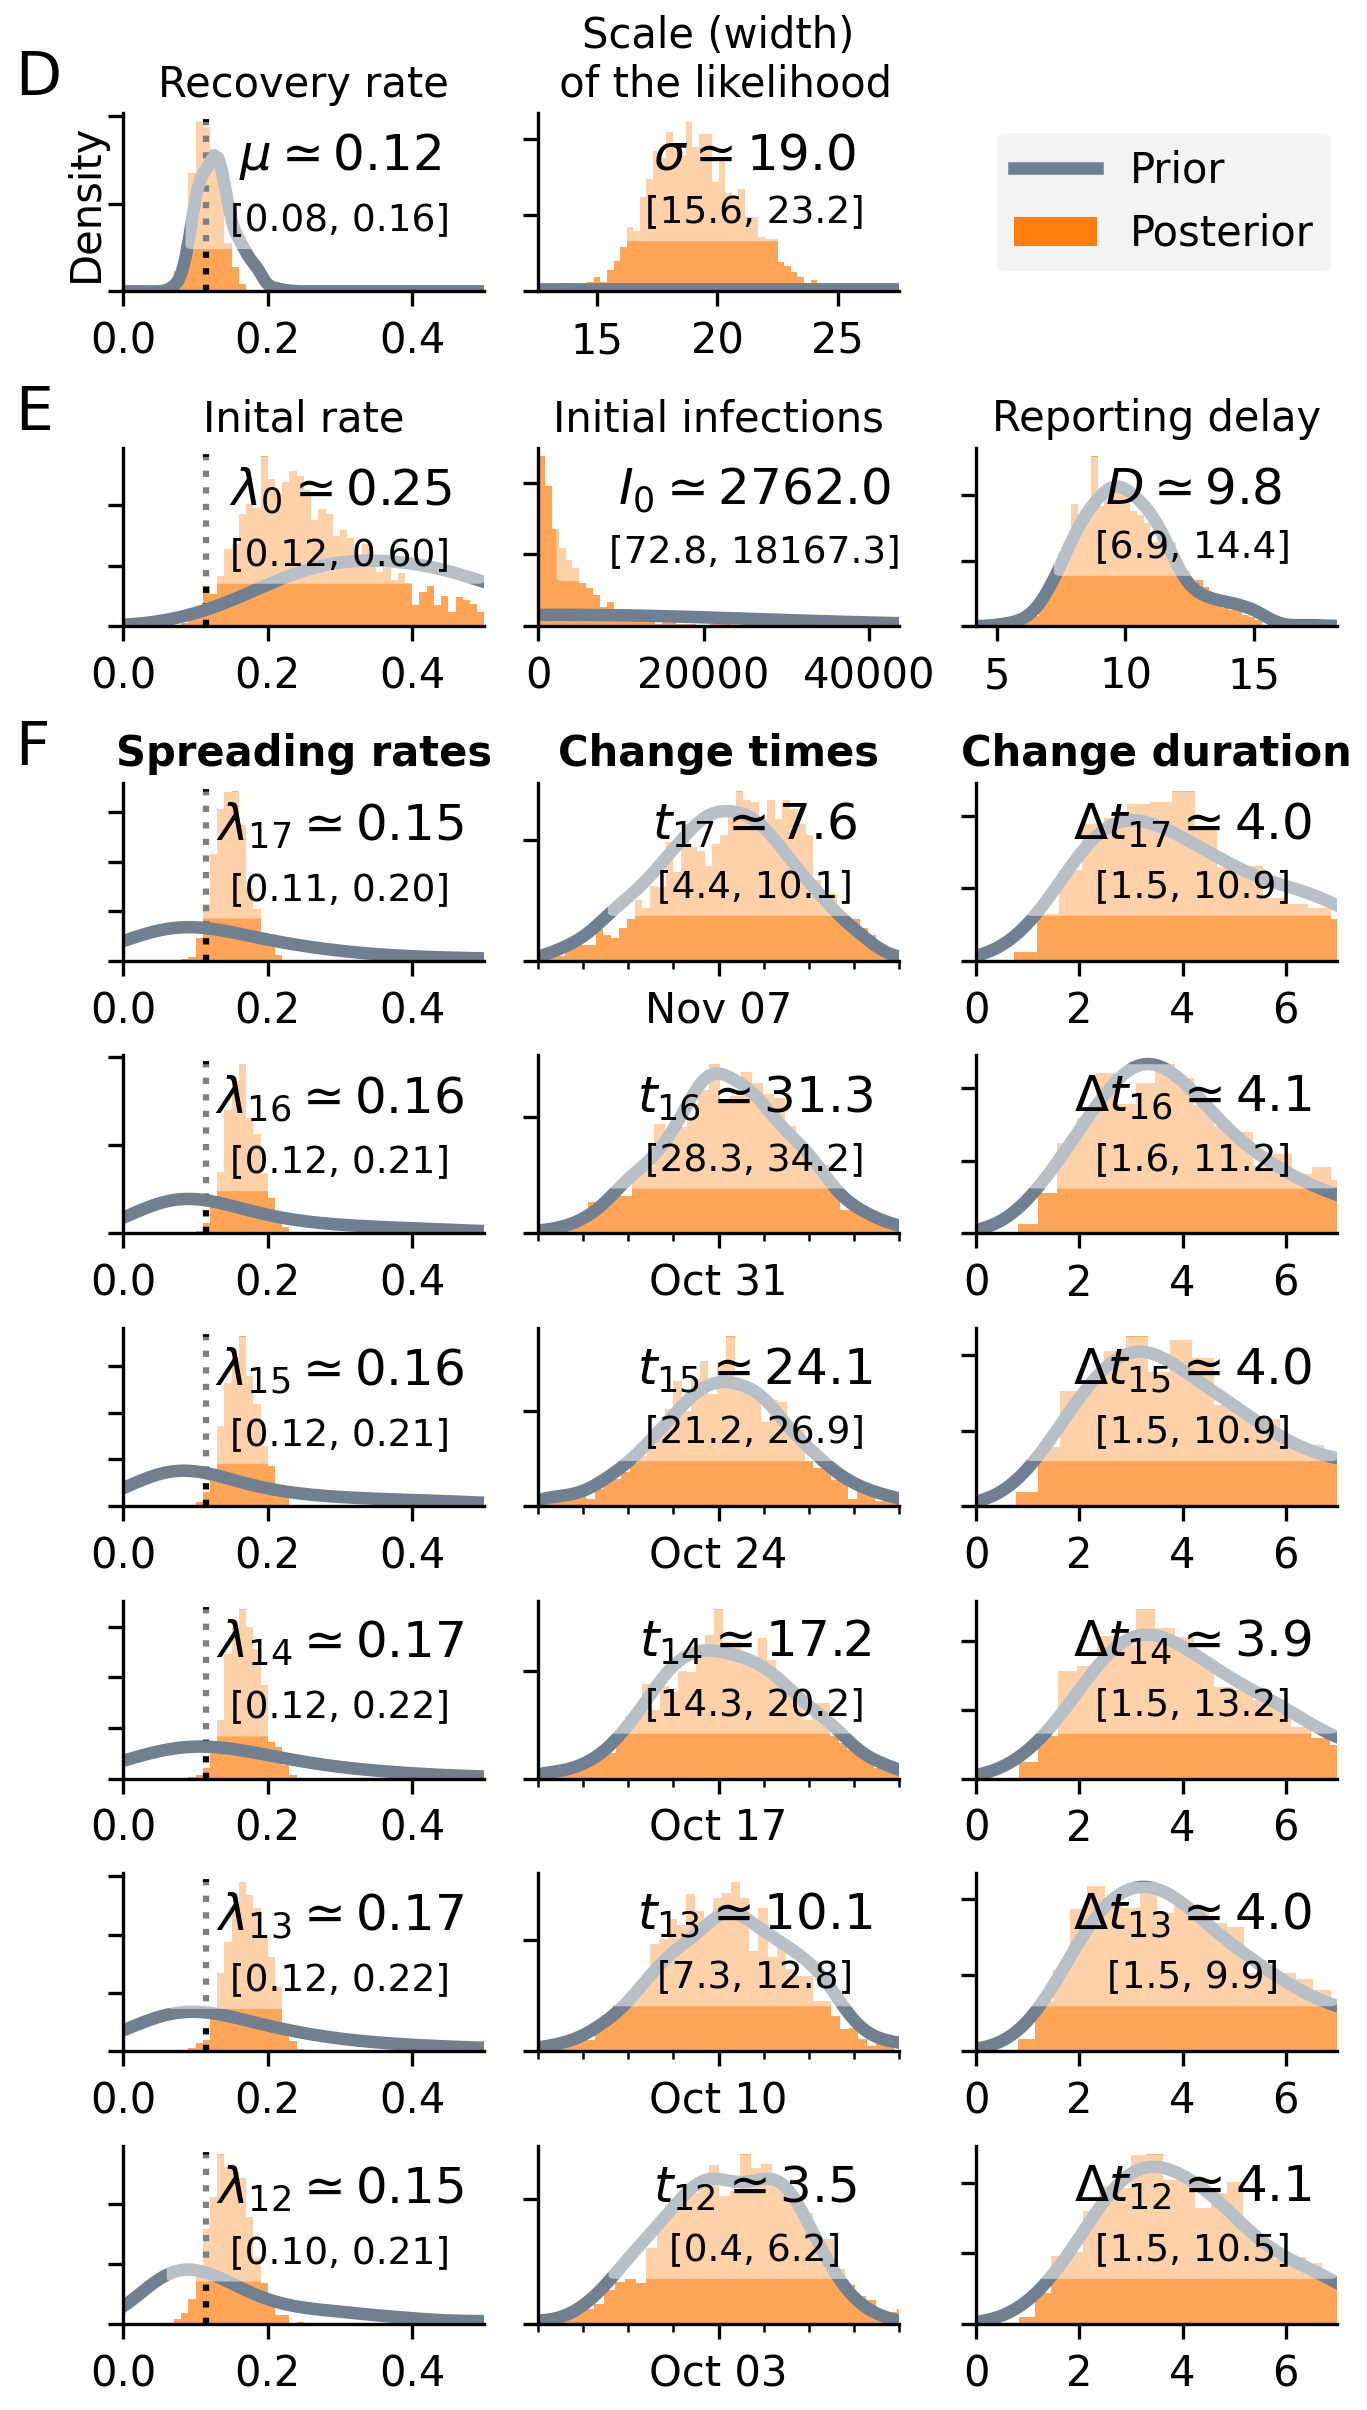 D
Recovery rate
Scale (width)
of the likelihood
Density
μ ≃ 0.12
[0.08, 0.16]
σ ≃ 19.0
[15.6, 23.2]
Prior
Posterior
0.0 0.2 0.4
15 20 25
E
Inital rate
Initial infections
Reporting delay
λ0 ≃ 0.25
[0.12, 0.60]
I0 ≃ 2762.0
[72.8, 18167.3]
D ≃ 9.8
[6.9, 14.4]
0.0 0.2 0.4
0 20000 40000
5 10 15
F
Spreading rates
Change times
Change duration
λ17 ≃ 0.15
[0.11, 0.20]
t17 ≃ 7.6
[4.4, 10.1]
Δt17 ≃ 4.0
[1.5, 10.9]
0.0 0.2 0.4
Nov 07
0 2 4 6
λ16 ≃ 0.16
[0.12, 0.21]
t16 ≃ 31.3
[28.3, 34.2]
Δt16 ≃ 4.1
[1.6, 11.2]
0.0 0.2 0.4
Oct 31
0 2 4 6
λ15 ≃ 0.16
[0.12, 0.21]
t15 ≃ 24.1
[21.2, 26.9]
Δt15 ≃ 4.0
[1.5, 10.9]
0.0 0.2 0.4
Oct 24
0 2 4 6
λ14 ≃ 0.17
[0.12, 0.22]
t14 ≃ 17.2
[14.3, 20.2]
Δt14 ≃ 3.9
[1.5, 13.2]
0.0 0.2 0.4
Oct 17
0 2 4 6
λ13 ≃ 0.17
[0.12, 0.22]
t13 ≃ 10.1
[7.3, 12.8]
Δt13 ≃ 4.0
[1.5, 9.9]
0.0 0.2 0.4
Oct 10
0 2 4 6
λ12 ≃ 0.15
[0.10, 0.21]
t12 ≃ 3.5
[0.4, 6.2]
Δt12 ≃ 4.1
[1.5, 10.5]
0.0 0.2 0.4
Oct 03
0 2 4 6